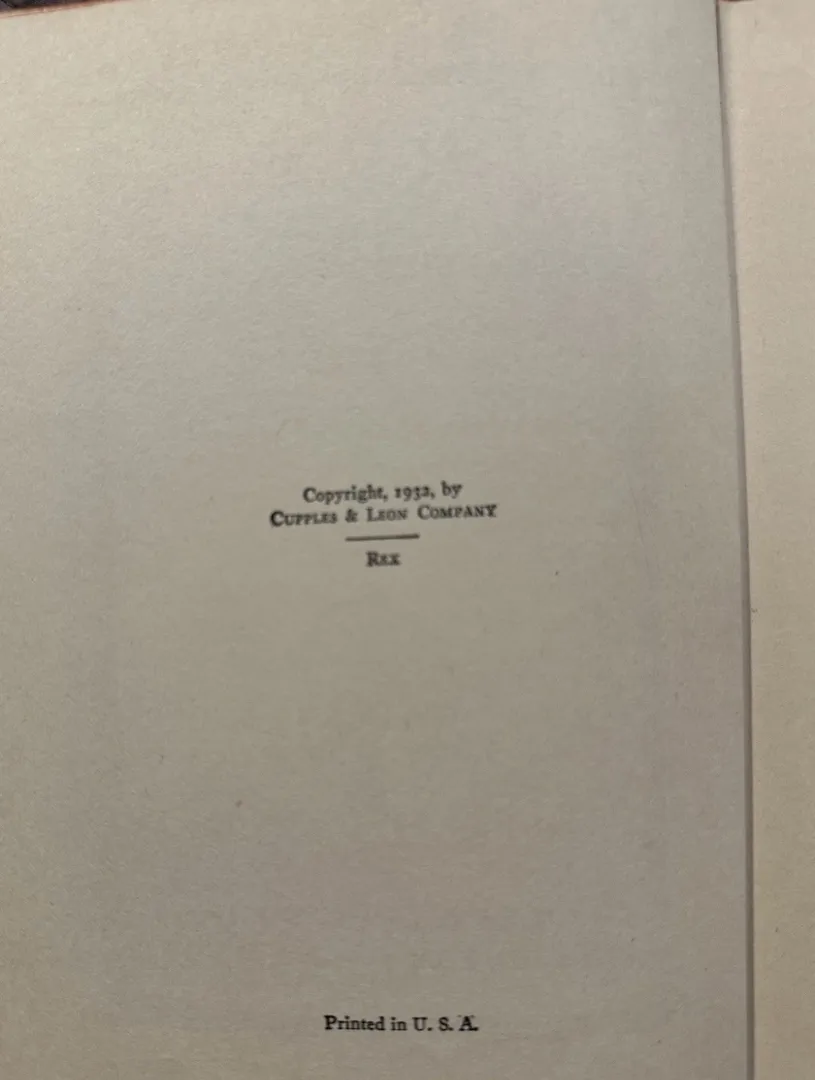 Copyright, 1932, by
CUPPLES & LEON COMPANY
REX
Printed in U. S. A.